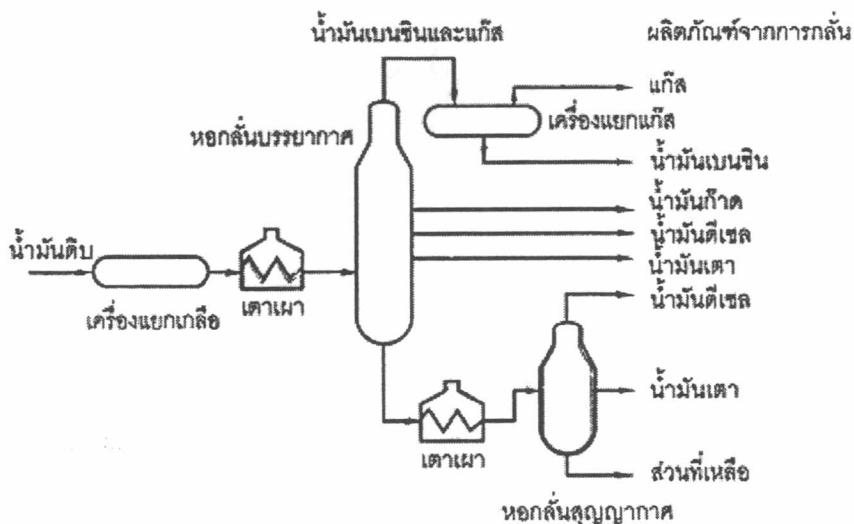 น้ำมันเบนซินและแก๊ส
ผลิตภัณฑ์จากการกลั่น
แก๊ส
เครื่องแยกแก๊ส
หอกลั่นบรรยากาศ
น้ำมันเบนซิน
น้ำมันก๊าด
น้ำมันดีเซล
น้ำมันดิบ
น้ำมันเตา
เตาเผา
น้ำมันดีเซล
เครื่องแยกเกลือ
น้ำมันเตา
เตาเผา
ส่วนที่เหลือ
หอกลั่นสุญญากาศ